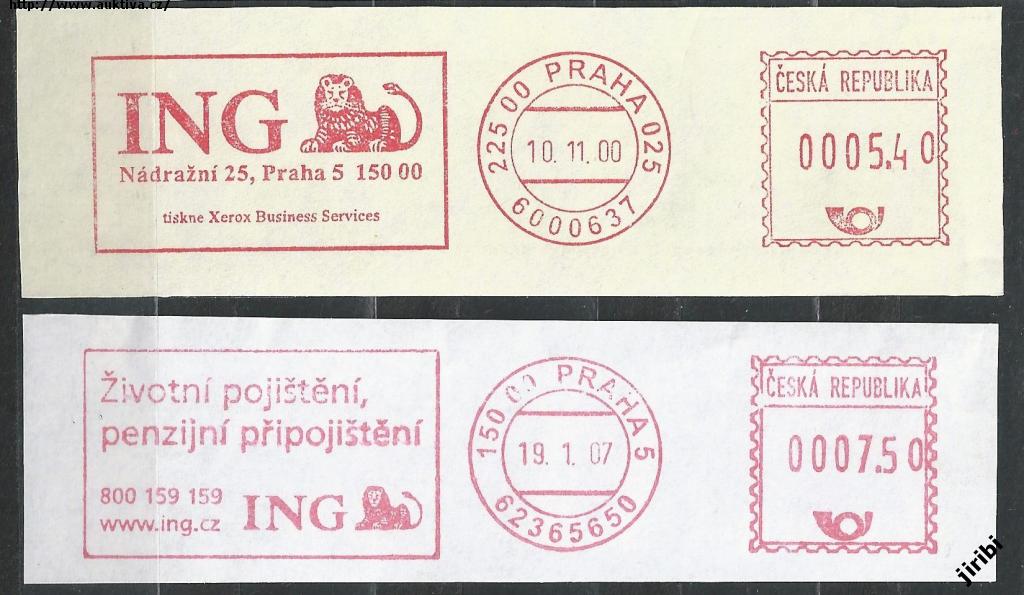 http://www.auktiva.cz/
ING
Nádražní 25, Praha 5 150 00
tiskne Xerox Business Services
225 00 PRAHA 025
10. 11. 00
6000637
ČESKÁ REPUBLIKA
0005.40
Životní pojištění,
penzijní připojištění
800 159 159
www.ing.cz
ING
150 00 PRAHA 5
19. 1. 07
62365650
ČESKÁ REPUBLIKA
0007.50
jiribi